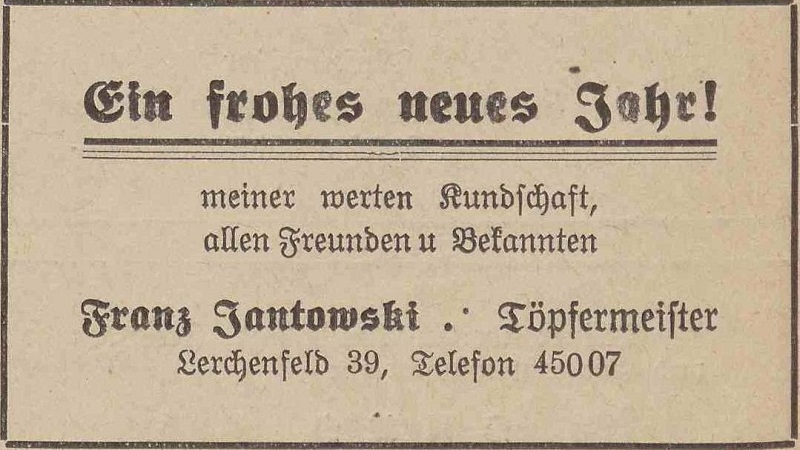 Ein frohes neues Jahr!
meiner werten Kundschaft,
allen Freunden u Bekannten
Franz Jantowski . · Töpfermeister
Lerchenfeld 39, Telefon 45007